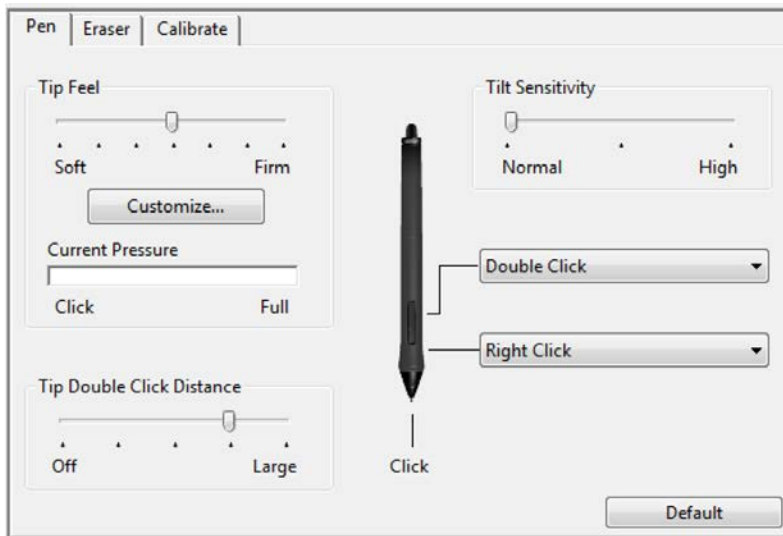 Pen Eraser Calibrate
Tip Feel
Soft Firm
Customize...
Current Pressure
Click Full
Tip Double Click Distance
Off Large
Click
Tilt Sensitivity
Normal High
Double Click
Right Click
Default